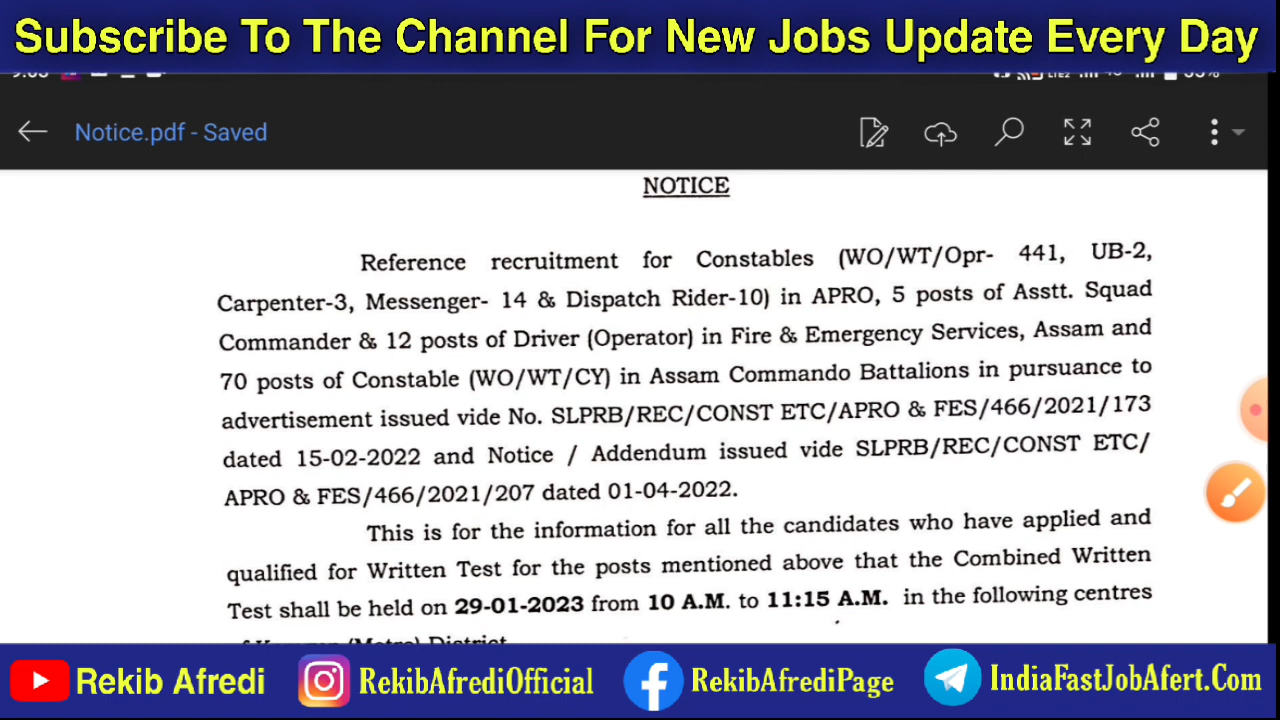 Subscribe To The Channel For New Jobs Update Every Day
Notice.pdf - Saved
NOTICE
Reference recruitment for Constables (WO/WT/Opr- 441, UB-2,
Carpenter-3, Messenger- 14 & Dispatch Rider-10) in APRO, 5 posts of Asstt. Squad
Commander & 12 posts of Driver (Operator) in Fire & Emergency Services, Assam and
70 posts of Constable (WO/WT/CY) in Assam Commando Battalions in pursuance to
advertisement issued vide No. SLPRB/REC/CONST ETC/APRO & FES/466/2021/173
dated 15-02-2022 and Notice / Addendum issued vide SLPRB/REC/CONST ETC/
APRO & FES/466/2021/207 dated 01-04-2022.
This is for the information for all the candidates who have applied and
qualified for Written Test for the posts mentioned above that the Combined Written
Test shall be held on 29-01-2023 from 10 A.M. to 11:15 A.M. in the following centres
(Metro) District
Rekib Afredi RekibAfrediOfficial RekibAfrediPage IndiaFastJobAfert.Com